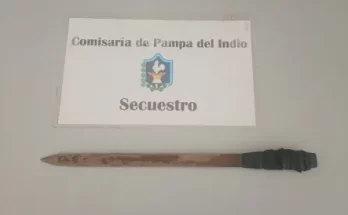 Comisaría de Pampa del Indio
Secuestro